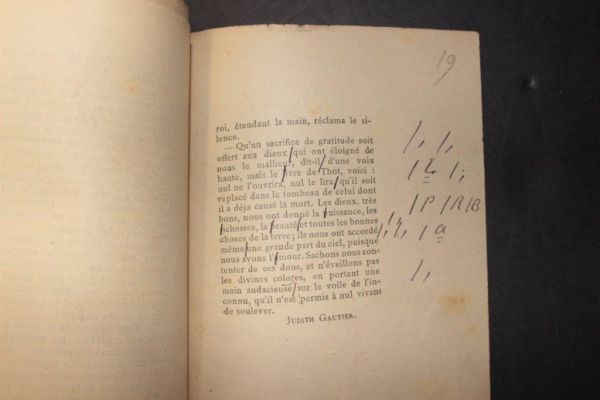 19
roi, étendant la main, réclama le si-
lence.
— Qu'un sacrifice de gratitude soit
offert aux dieux qui ont éloigné de
nous le malheur, dit-il d'une voix
haute, mais le livre de Thot, voici :
nul ne l'ouvrira, nul le lira, qu'il soit
replacé dans le tombeau de celui dont
il a déjà causé la mort. Les dieux, très
bons, nous ont donné la puissance, les
richesses, la beauté et toutes les bonnes
choses de la terre; ils nous ont accordé
même une grande part du ciel, puisque
nous avons l'amour. Sachons nous con-
tenter de ces dons, et n'éveillons pas
les divines colères, en portant une
main audacieuse sur le voile de l'in-
connu, qu'il n'est permis à nul vivant
de soulever.
JUDITH GAUTIER.
/, /,
/L /;
/P /R/B
/, /, /a
/,